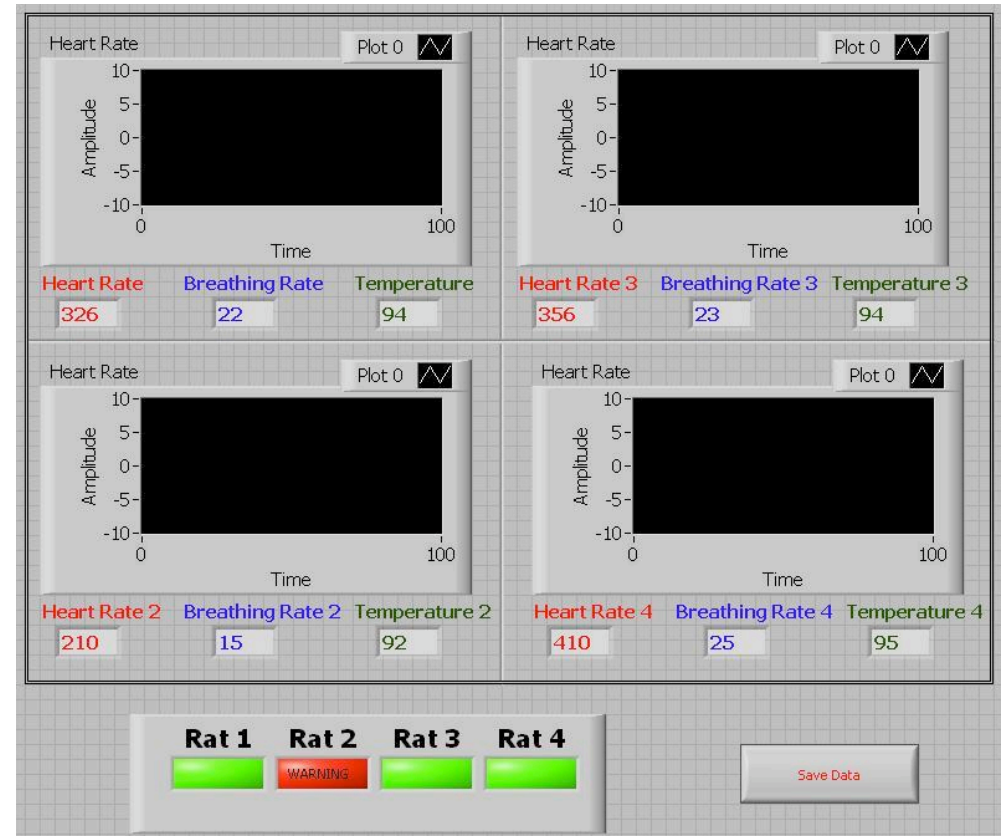 Heart Rate
Plot 0
10
5
0
-5
-10
Amplitude
0
100
Time
Heart Rate Breathing Rate Temperature
326 22 94
Heart Rate
Plot 0
10
5
0
-5
-10
Amplitude
0
100
Time
Heart Rate 3 Breathing Rate 3 Temperature 3
356 23 94
Heart Rate
Plot 0
10
5
0
-5
-10
Amplitude
0
100
Time
Heart Rate 2 Breathing Rate 2 Temperature 2
210 15 92
Heart Rate
Plot 0
10
5
0
-5
-10
Amplitude
0
100
Time
Heart Rate 4 Breathing Rate 4 Temperature 4
410 25 95
Rat 1 Rat 2 Rat 3 Rat 4
WARNING
Save Data